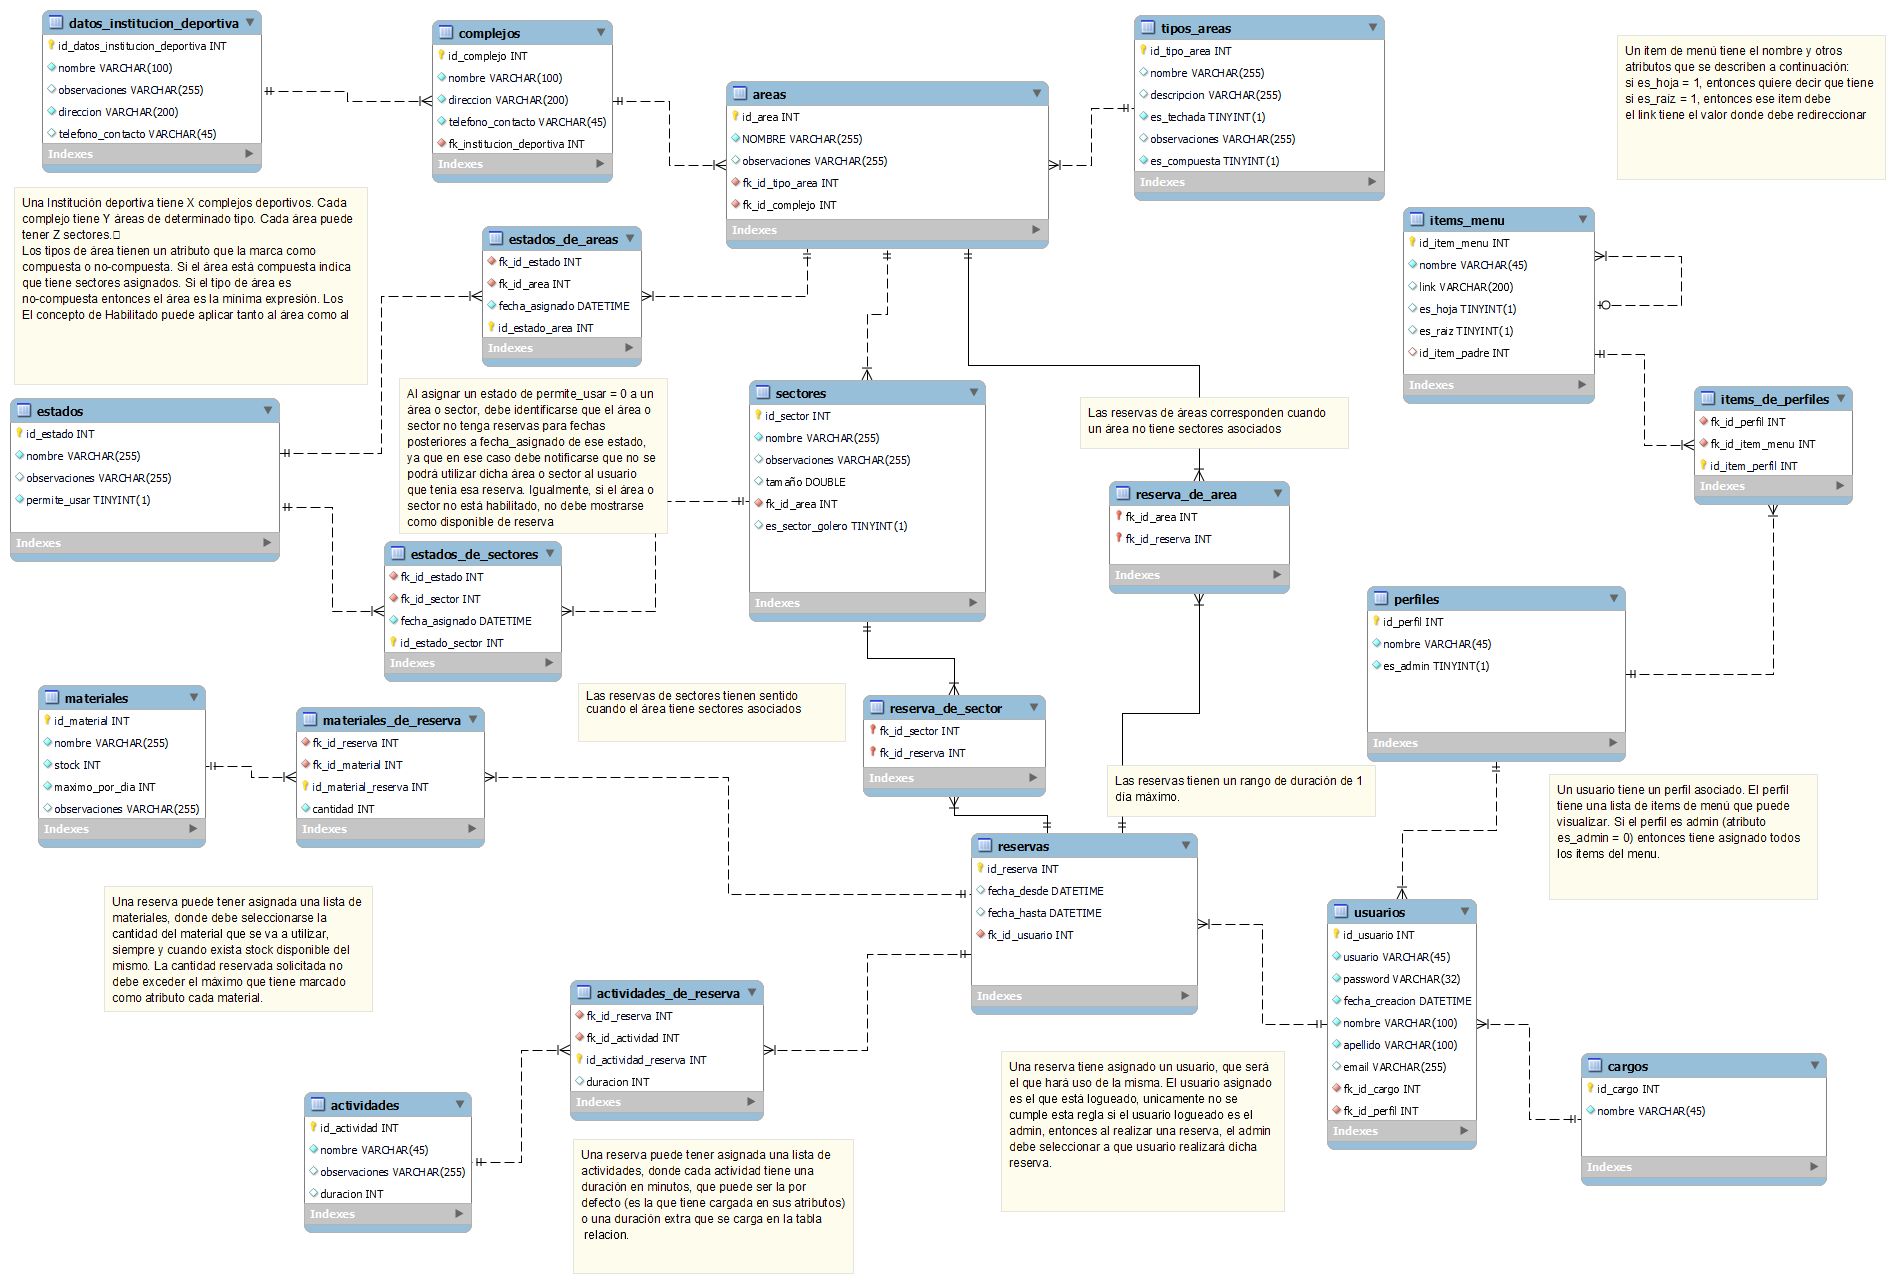 datos_institucion_deportiva
id_datos_institucion_deportiva INT
nombre VARCHAR(100)
observaciones VARCHAR(255)
direccion VARCHAR(200)
telefono_contacto VARCHAR(45)
Indexes
complejos
id_complejo INT
nombre VARCHAR(100)
direccion VARCHAR(200)
telefono_contacto VARCHAR(45)
fk_institucion_deportiva INT
Indexes
areas
id_area INT
NOMBRE VARCHAR(255)
observaciones VARCHAR(255)
fk_id_tipo_area INT
fk_id_complejo INT
Indexes
tipos_areas
id_tipo_area INT
nombre VARCHAR(255)
descripcion VARCHAR(255)
es_techada TINYINT(1)
observaciones VARCHAR(255)
es_compuesta TINYINT(1)
Indexes
Un item de menú tiene el nombre y otros
atributos que se describen a continuación:
si es_hoja = 1, entonces quiere decir que tiene
si es_raíz = 1, entonces ese item debe
el link tiene el valor donde debe redireccionar
Una Institución deportiva tiene X complejos deportivos. Cada
complejo tiene Y áreas de determinado tipo. Cada área puede
tener Z sectores.
Los tipos de área tienen un atributo que la marca como
compuesta o no-compuesta. Si el área está compuesta indica
que tiene sectores asignados. Si el tipo de área es
no-compuesta entonces el área es la mínima expresión. Los
El concepto de Habilitado puede aplicar tanto al área como al
estados_de_areas
fk_id_estado INT
fk_id_area INT
fecha_asignado DATETIME
id_estado_area INT
Indexes
items_menu
id_item_menu INT
nombre VARCHAR(45)
link VARCHAR(200)
es_hoja TINYINT(1)
es_raiz TINYINT(1)
id_item_padre INT
Indexes
estados
id_estado INT
nombre VARCHAR(255)
observaciones VARCHAR(255)
permite_usar TINYINT(1)
Indexes
Al asignar un estado de permite_usar = 0 a un
área o sector, debe identificarse que el área o
sector no tenga reservas para fechas
posteriores a fecha_asignado de ese estado,
ya que en ese caso debe notificarse que no se
podrá utilizar dicha área o sector al usuario
que tenía esa reserva. Igualmente, si el área o
sector no está habilitado, no debe mostrarse
como disponible de reserva
sectores
id_sector INT
nombre VARCHAR(255)
observaciones VARCHAR(255)
tamaño DOUBLE
fk_id_area INT
es_sector_golero TINYINT(1)
Indexes
Las reservas de áreas corresponden cuando
un área no tiene sectores asociados
reserva_de_area
fk_id_area INT
fk_id_reserva INT
Indexes
items_de_perfiles
fk_id_perfil INT
fk_id_item_menu INT
id_item_perfil INT
Indexes
estados_de_sectores
fk_id_estado INT
fk_id_sector INT
fecha_asignado DATETIME
id_estado_sector INT
Indexes
perfiles
id_perfil INT
nombre VARCHAR(45)
es_admin TINYINT(1)
Indexes
materiales
id_material INT
nombre VARCHAR(255)
stock INT
maximo_por_dia INT
observaciones VARCHAR(255)
Indexes
materiales_de_reserva
fk_id_reserva INT
fk_id_material INT
id_material_reserva INT
cantidad INT
Indexes
Las reservas de sectores tienen sentido
cuando el área tiene sectores asociados
reserva_de_sector
fk_id_sector INT
fk_id_reserva INT
Indexes
Las reservas tienen un rango de duración de 1
día máximo.
Un usuario tiene un perfil asociado. El perfil
tiene una lista de items de menú que puede
visualizar. Si el perfil es admin (atributo
es_admin = 0) entonces tiene asignado todos
los items del menu.
reservas
id_reserva INT
fecha_desde DATETIME
fecha_hasta DATETIME
fk_id_usuario INT
Indexes
Una reserva puede tener asignada una lista de
materiales, donde debe seleccionarse la
cantidad del material que se va a utilizar,
siempre y cuando exista stock disponible del
mismo. La cantidad reservada solicitada no
debe exceder el máximo que tiene marcado
como atributo cada material.
usuarios
id_usuario INT
usuario VARCHAR(45)
password VARCHAR(32)
fecha_creacion DATETIME
nombre VARCHAR(100)
apellido VARCHAR(100)
email VARCHAR(255)
fk_id_cargo INT
fk_id_perfil INT
Indexes
actividades_de_reserva
fk_id_reserva INT
fk_id_actividad INT
id_actividad_reserva INT
duracion INT
Indexes
Una reserva tiene asignado un usuario, que será
el que hará uso de la misma. El usuario asignado
es el que está logueado, unicamente no se
cumple esta regla si el usuario logueado es el
admin, entonces al realizar una reserva, el admin
debe seleccionar a que usuario realizará dicha
reserva.
cargos
id_cargo INT
nombre VARCHAR(45)
Indexes
actividades
id_actividad INT
nombre VARCHAR(45)
observaciones VARCHAR(255)
duracion INT
Indexes
Una reserva puede tener asignada una lista de
actividades, donde cada actividad tiene una
duración en minutos, que puede ser la por
defecto (es la que tiene cargada en sus atributos)
o una duración extra que se carga en la tabla
relacion.